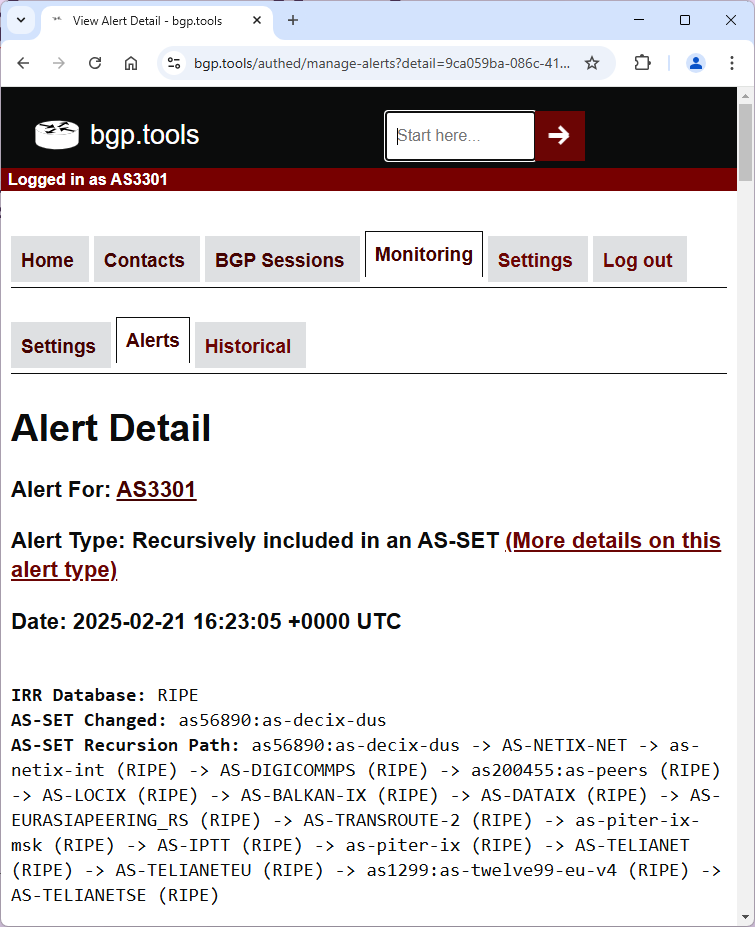 View Alert Detail - bgp.tools
bgp.tools/authed/manage-alerts?detail=9ca059ba-086c-41...
bgp.tools
Start here...
Logged in as AS3301
Home Contacts BGP Sessions Monitoring Settings Log out
Settings Alerts Historical
Alert Detail
Alert For: AS3301
Alert Type: Recursively included in an AS-SET (More details on this
alert type)
Date: 2025-02-21 16:23:05 +0000 UTC
IRR Database: RIPE
AS-SET Changed: as56890:as-decix-dus
AS-SET Recursion Path: as56890:as-decix-dus -> AS-NETIX-NET -> as-
netix-int (RIPE) -> AS-DIGICOMMPS (RIPE) -> as200455:as-peers (RIPE)
-> AS-LOCIX (RIPE) -> AS-BALKAN-IX (RIPE) -> AS-DATAIX (RIPE) -> AS-
EURASIAPEERING_RS (RIPE) -> AS-TRANSROUTE-2 (RIPE) -> as-piter-ix-
msk (RIPE) -> AS-IPTT (RIPE) -> as-piter-ix (RIPE) -> AS-TELIANET
(RIPE) -> AS-TELIANETEU (RIPE) -> as1299:as-twelve99-eu-v4 (RIPE) ->
AS-TELIANETSE (RIPE)